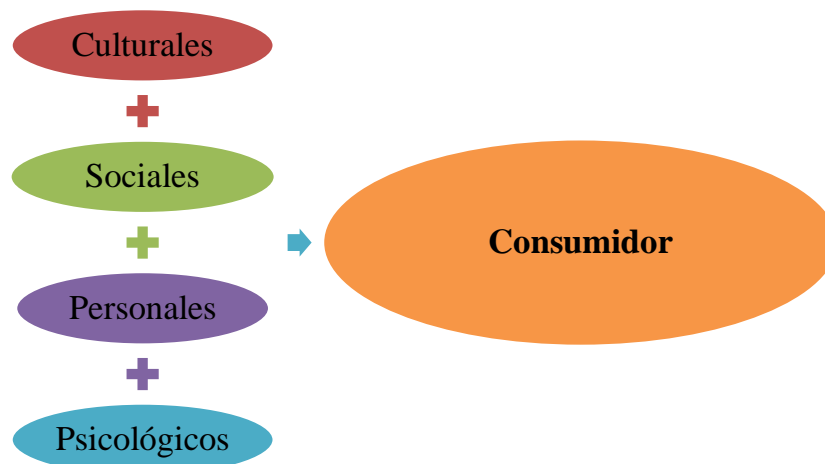 Culturales
Sociales
Consumidor
Personales
Psicológicos